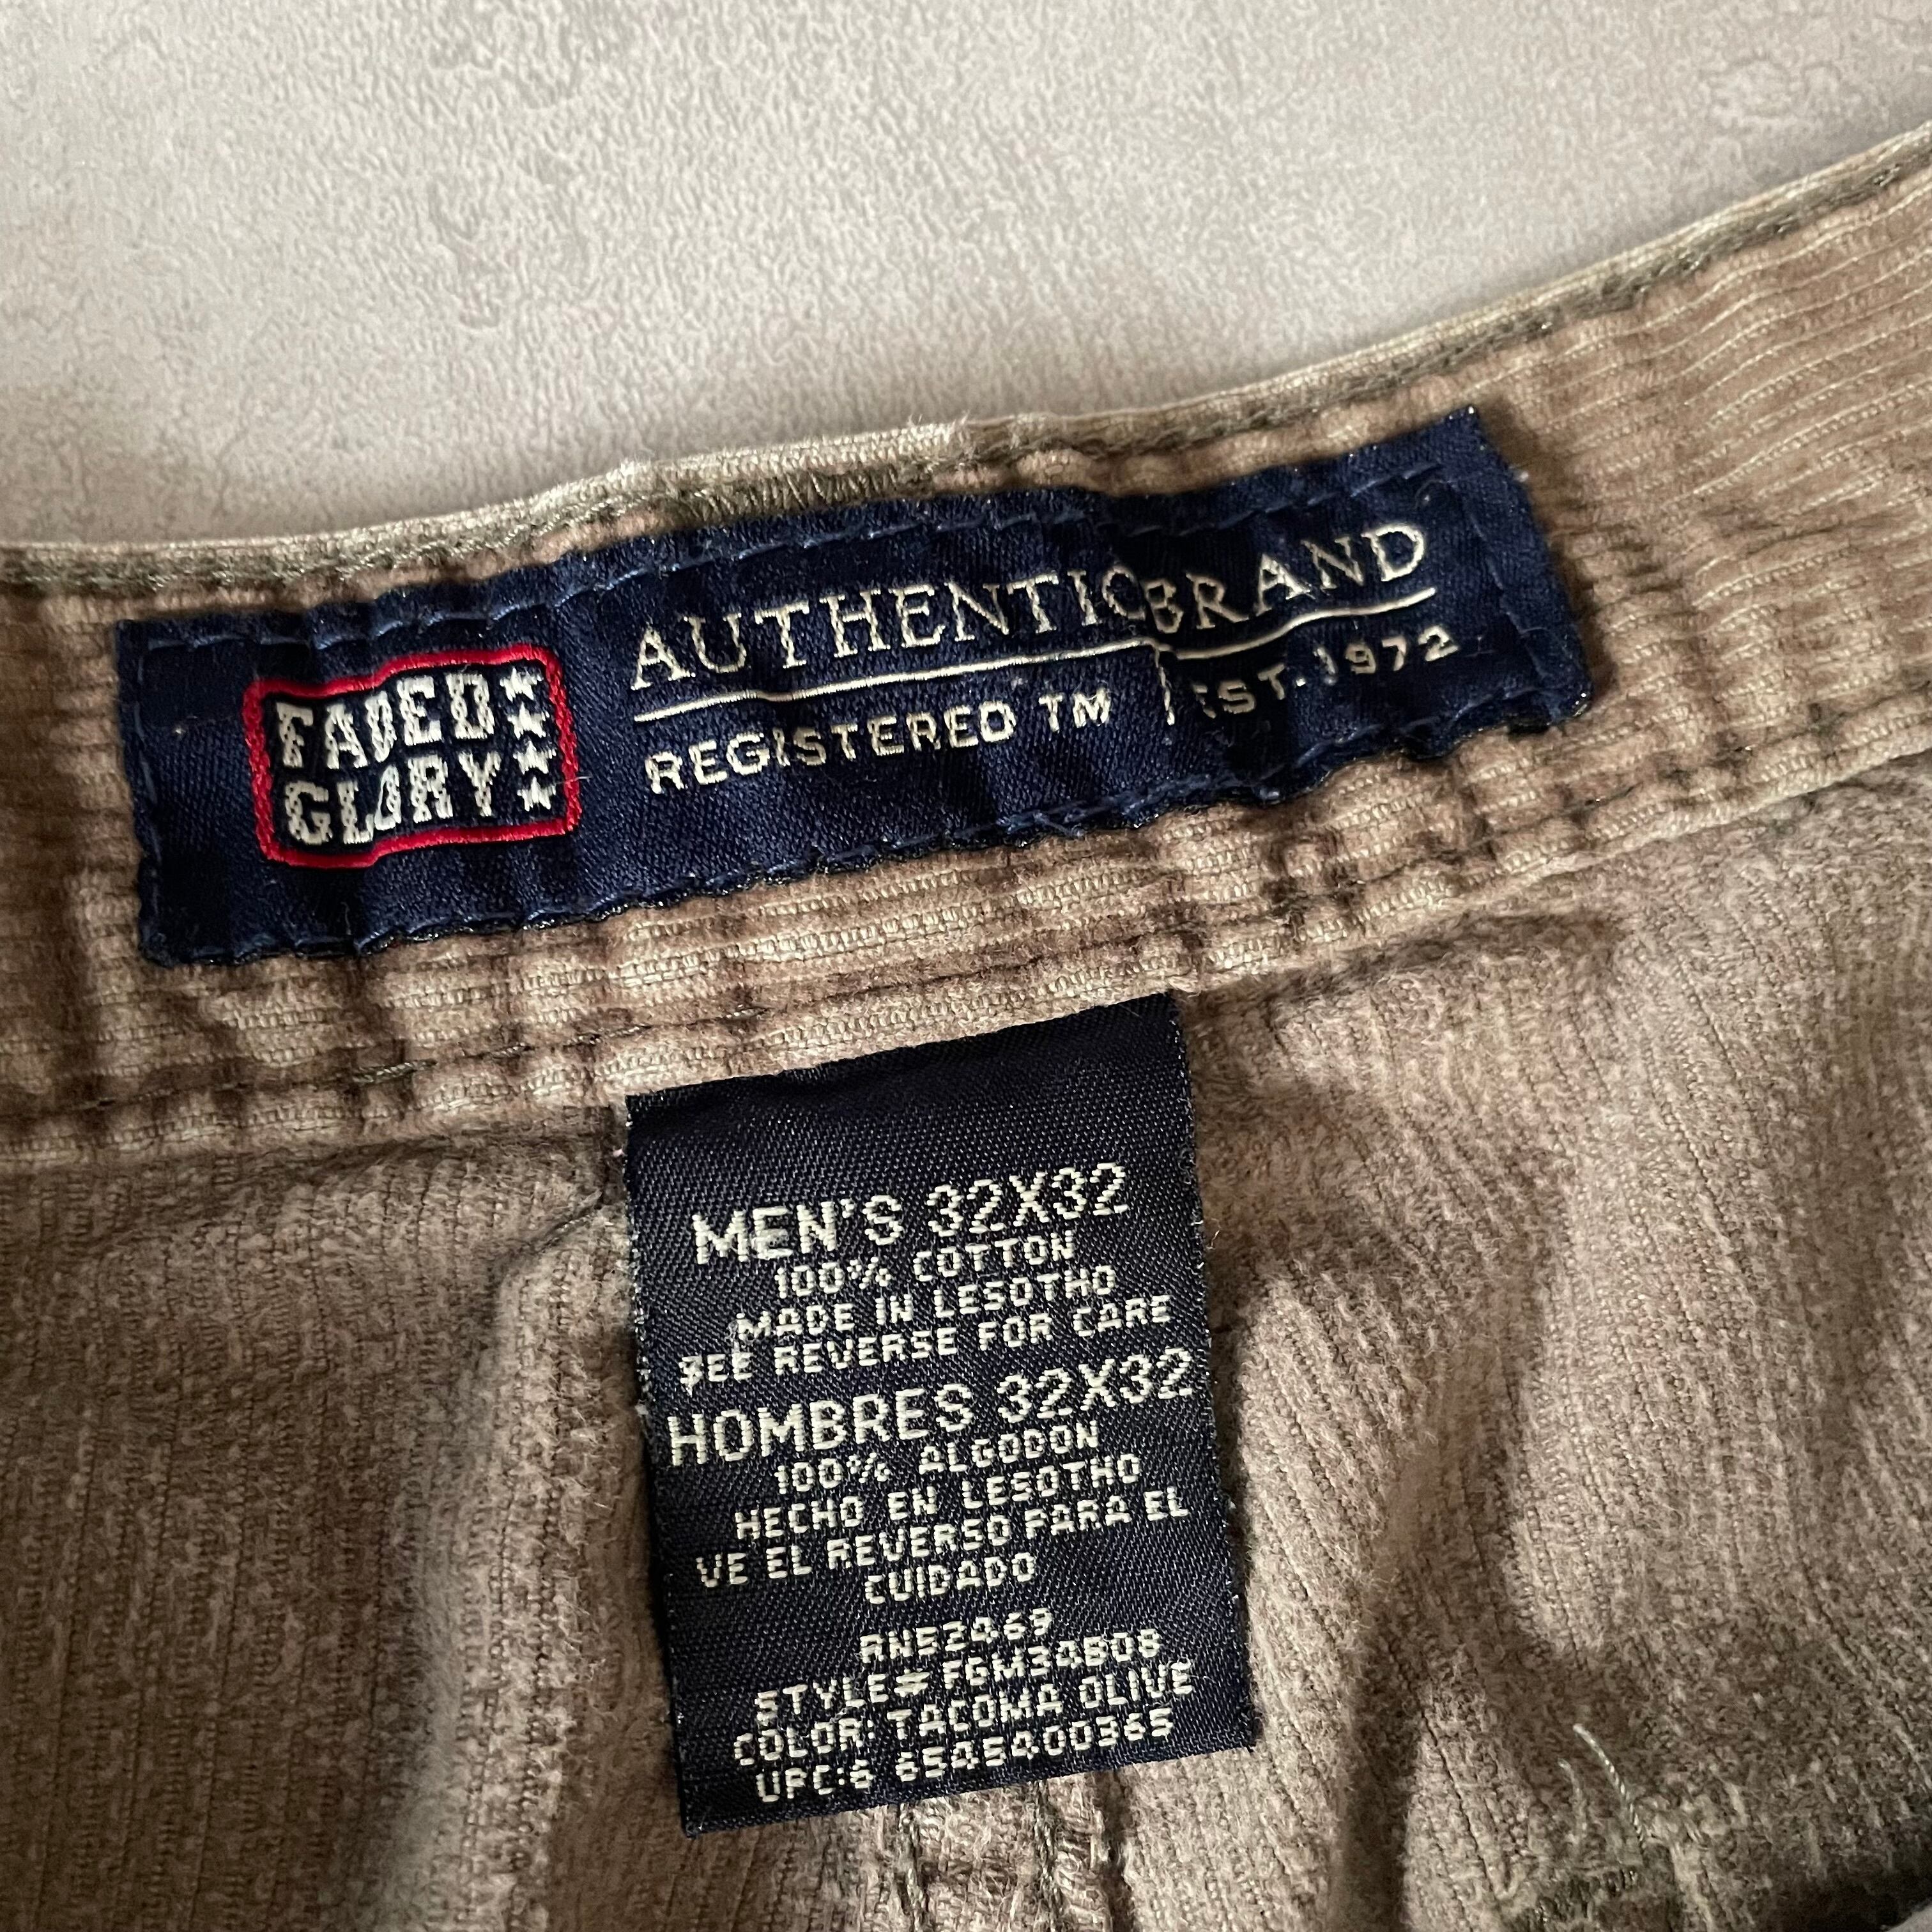 FADED
GLORY
AUTHENTIC BRAND
REGISTERED TM | EST. 1972
MEN'S 32X32
100% COTTON
MADE IN LESOTHO
SEE REVERSE FOR CARE
HOMBRES 32X32
100% ALGODON
HECHO EN LESOTHO
VE EL REVERSO PARA EL
CUIDADO
RN52469
STYLE# FGM34B08
COLOR: TACOMA OLIVE
UPC:6 6545400365